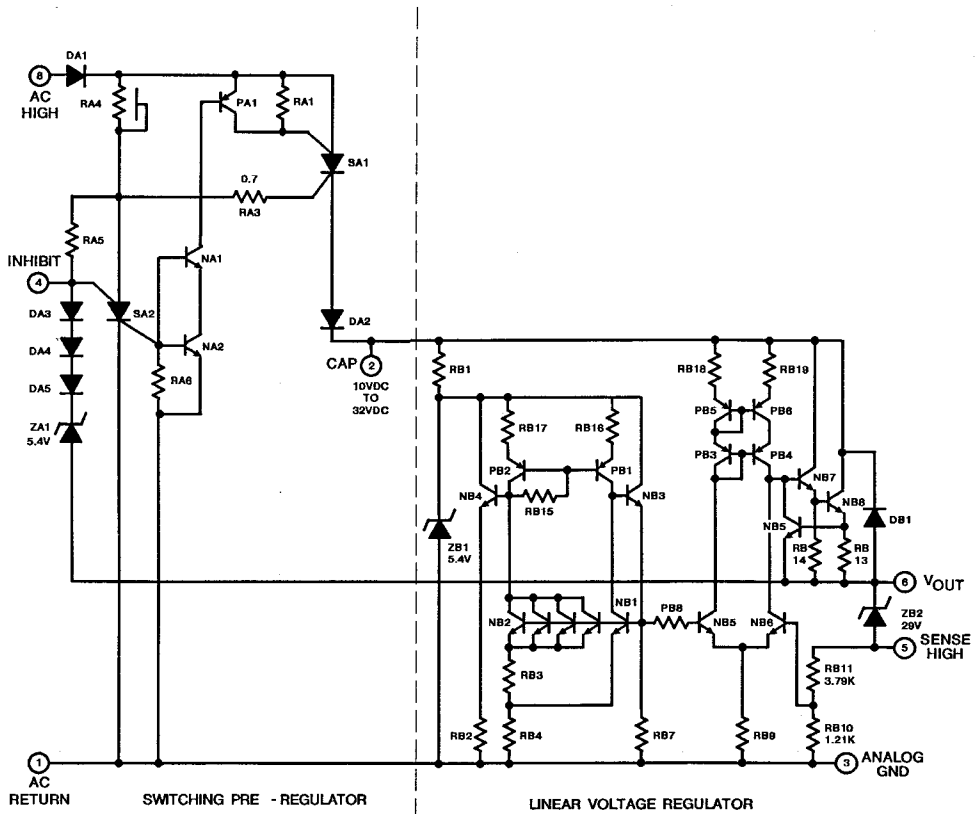 DA1
8
AC
HIGH
RA4
PA1
RA1
SA1
0.7
RA3
RA5
INHIBIT
4
NA1
DA3
SA2
DA4
NA2
DA5
RA6
ZA1
5.4V
DA2
CAP
2
10VDC
TO
32VDC
RB1
RB18
RB19
PB5
PB6
RB17
RB16
PB3
PB4
PB2
PB1
NB4
RB15
NB3
NB7
NB8
NB5
DB1
ZB1
5.4V
RB
14
RB
13
6
VOUT
NB2
NB1
PB8
NB5
NB6
ZB2
29V
5
SENSE
HIGH
RB3
RB11
3.79K
RB2
RB4
RB7
RB9
RB10
1.21K
1
AC
RETURN
3
ANALOG
GND
SWITCHING PRE - REGULATOR
LINEAR VOLTAGE REGULATOR